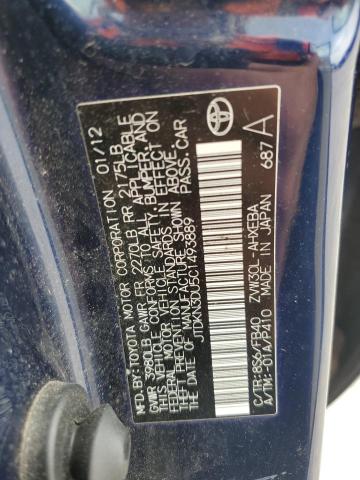 MFD.BY:TOYOTA MOTOR CORPORATION 01/12
GVWR 3980LB GAWR FR 2270LB RR 2175LB
THIS VEHICLE CONFORMS TO ALL APPLICABLE
FEDERAL MOTOR VEHICLE SAFETY, BUMPER, AND
THEFT PREVENTION STANDARDS IN EFFECT ON
THE DATE OF MANUFACTURE SHOWN ABOVE.
JTDKN3DU5C1493889 PASS.CAR
C/TR:8S6/FB40 ZVW30L-AHXEBA
A/TM:-01A/P410 MADE IN JAPAN 687 A